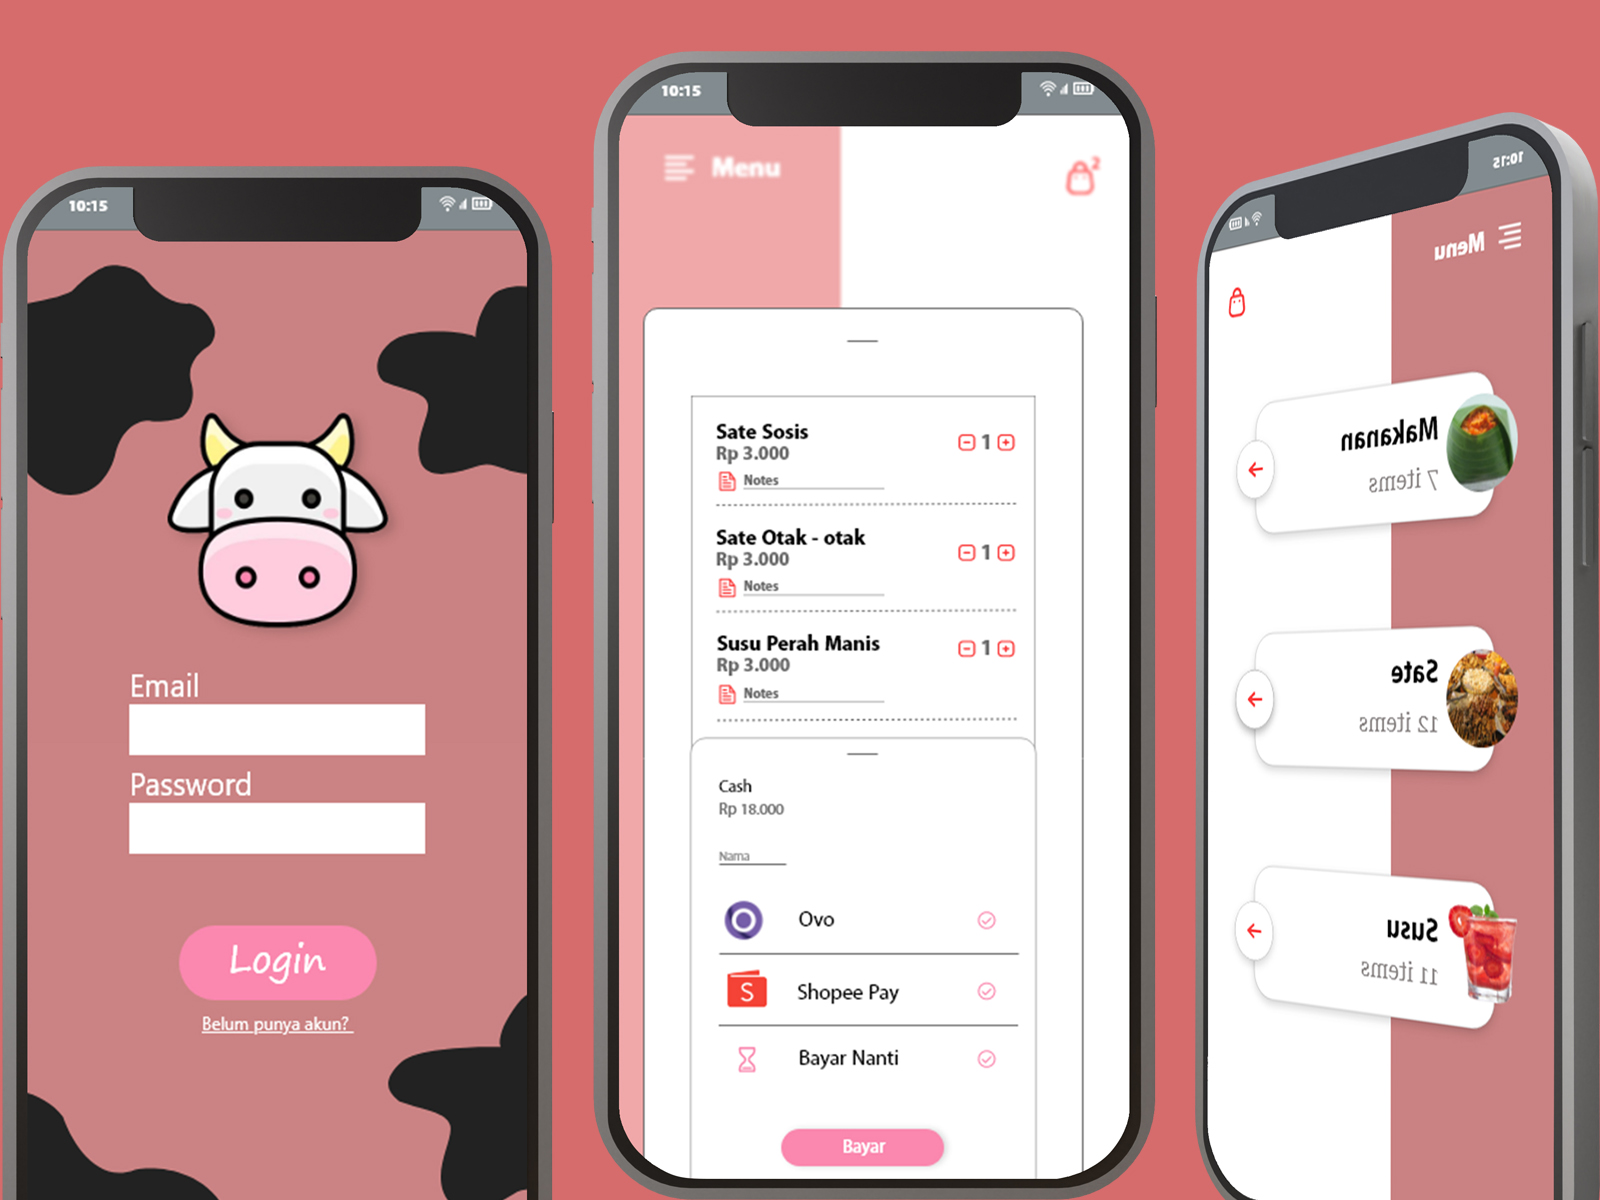 10:15
Email
Password
Login
Belum punya akun?
10:15
Menu
2
Sate Sosis
Rp 3.000
1
Notes
Sate Otak - otak
Rp 3.000
1
Notes
Susu Perah Manis
Rp 3.000
1
Notes
Cash
Rp 18.000
Nama
Ovo
S
Shopee Pay
Bayar Nanti
Bayar
10:15
Menu
Makanan
7 items
Sate
12 items
Susu
11 items